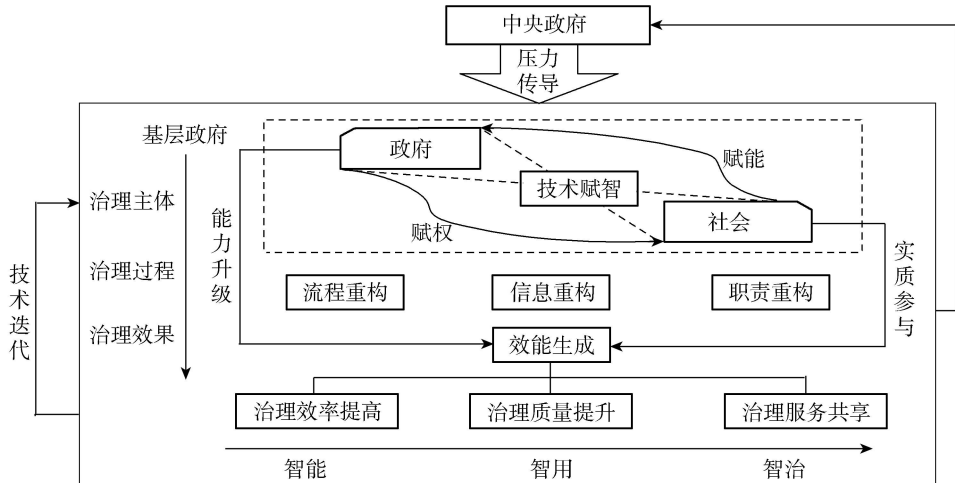 中央政府
压力
传导
基层政府
政府
赋能
技术赋智
治理主体
赋权
社会
能力升级
实质参与
技术迭代
治理过程
流程重构
信息重构
职责重构
治理效果
效能生成
治理效率提高
治理质量提升
治理服务共享
智能
智用
智治